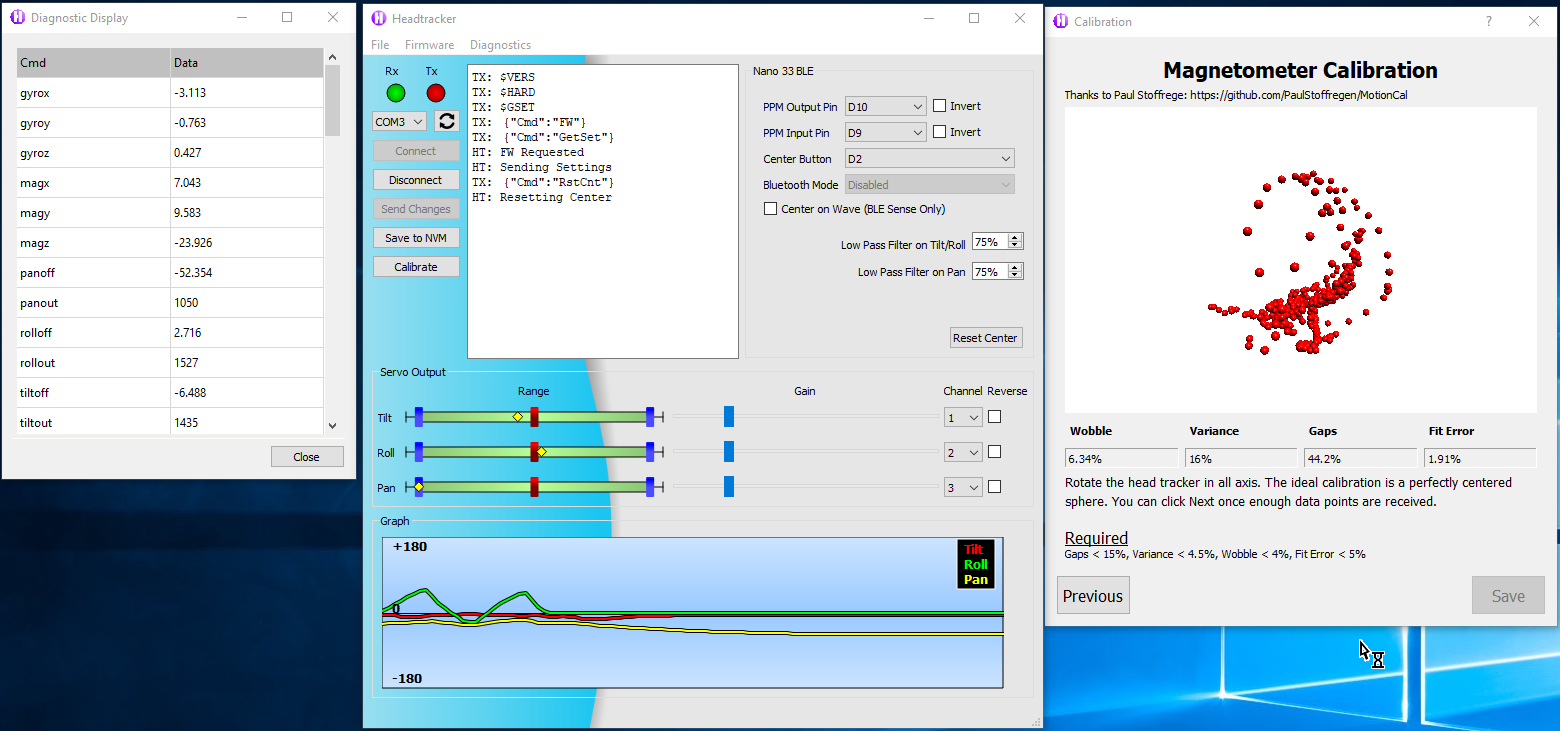 Diagnostic Display
Cmd Data
gyrox -3.113
gyroy -0.763
gyroz 0.427
magx 7.043
magy 9.583
magz -23.926
panoff -52.354
panout 1050
rolloff 2.716
rollout 1527
tiltoff -6.488
tiltout 1435
Close
Headtracker
File Firmware Diagnostics
Rx Tx
COM3
Connect
Disconnect
Send Changes
Save to NVM
Calibrate
TX: $VERS
TX: $HARD
TX: $GSET
TX: {"Cmd":"FW"}
TX: {"Cmd":"GetSet"}
HT: FW Requested
HT: Sending Settings
TX: {"Cmd":"RstCnt"}
HT: Resetting Center
Nano 33 BLE
PPM Output Pin D10 Invert
PPM Input Pin D9 Invert
Center Button D2
Bluetooth Mode Disabled
Center on Wave (BLE Sense Only)
Low Pass Filter on Tilt/Roll 75%
Low Pass Filter on Pan 75%
Reset Center
Servo Output
Range Gain Channel Reverse
Tilt 1
Roll 2
Pan 3
Graph
+180
0
-180
Tilt
Roll
Pan
Calibration ?
Magnetometer Calibration
Thanks to Paul Stoffrege: https://github.com/PaulStoffregen/MotionCal
Wobble Variance Gaps Fit Error
6.34% 16% 44.2% 1.91%
Rotate the head tracker in all axis. The ideal calibration is a perfectly centered
sphere. You can click Next once enough data points are received.
Required
Gaps < 15%, Variance < 4.5%, Wobble < 4%, Fit Error < 5%
Previous Save